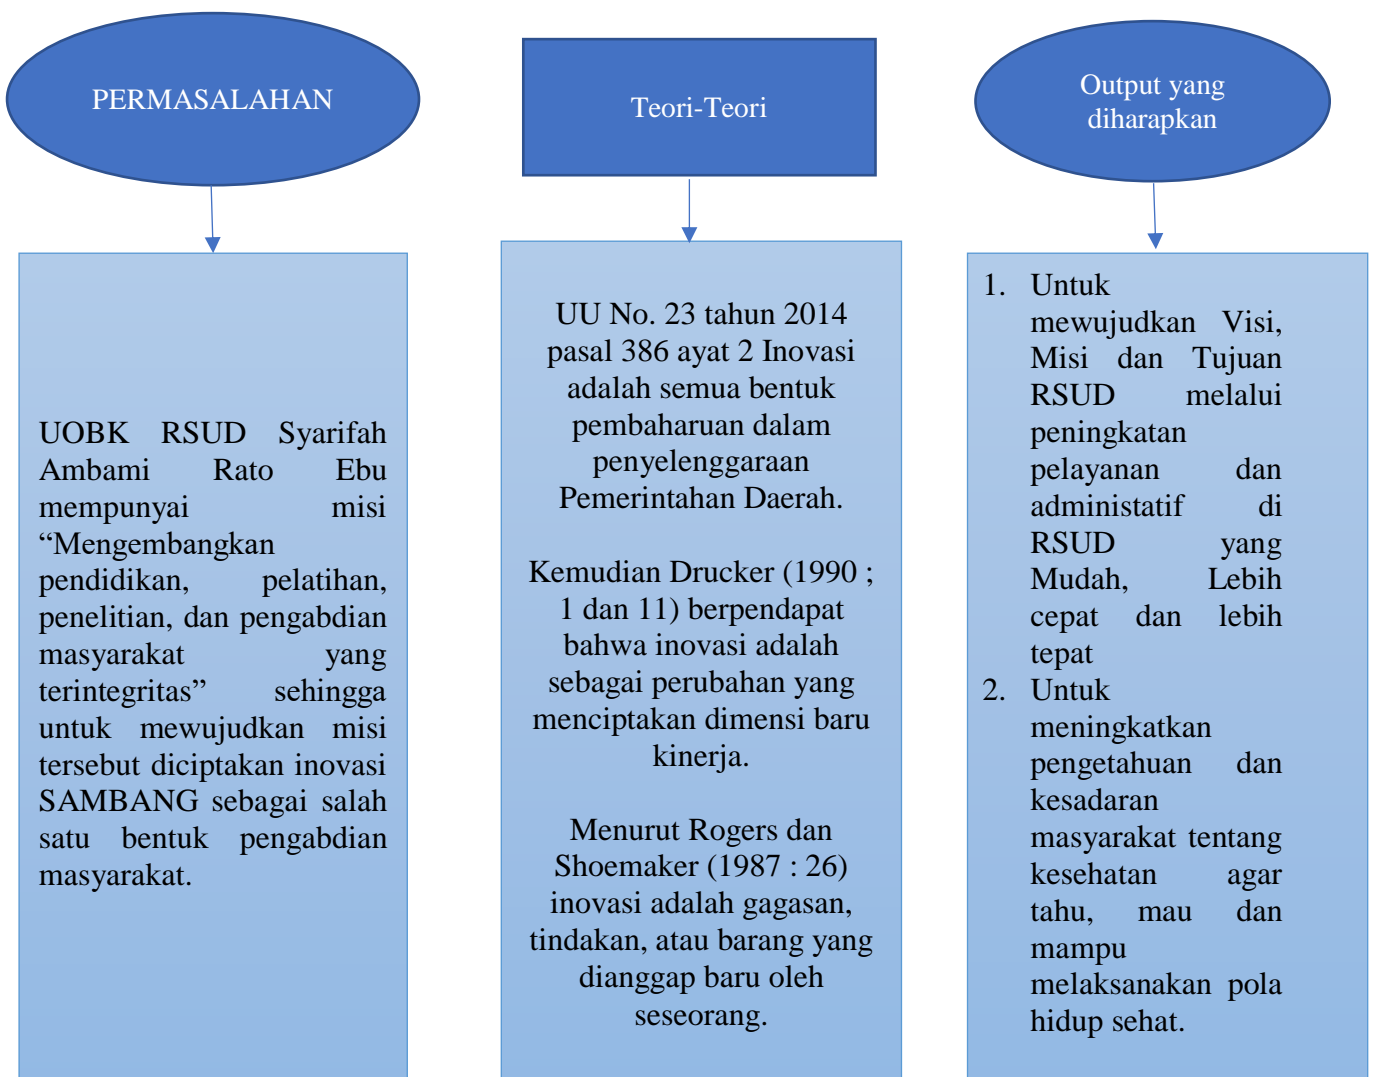 PERMASALAHAN
UOBK RSUD Syarifah
Ambami Rato Ebu
mempunyai misi
“Mengembangkan
pendidikan, pelatihan,
penelitian, dan pengabdian
masyarakat yang
terintegritas” sehingga
untuk mewujudkan misi
tersebut diciptakan inovasi
SAMBANG sebagai salah
satu bentuk pengabdian
masyarakat.
Teori-Teori
UU No. 23 tahun 2014
pasal 386 ayat 2 Inovasi
adalah semua bentuk
pembaharuan dalam
penyelenggaraan
Pemerintahan Daerah.
Kemudian Drucker (1990 ;
1 dan 11) berpendapat
bahwa inovasi adalah
sebagai perubahan yang
menciptakan dimensi baru
kinerja.
Menurut Rogers dan
Shoemaker (1987 : 26)
inovasi adalah gagasan,
tindakan, atau barang yang
dianggap baru oleh
seseorang.
Output yang
diharapkan
1. Untuk
mewujudkan Visi,
Misi dan Tujuan
RSUD melalui
peningkatan
pelayanan dan
administatif di
RSUD yang
Mudah, Lebih
cepat dan lebih
tepat
2. Untuk
meningkatkan
pengetahuan dan
kesadaran
masyarakat tentang
kesehatan agar
tahu, mau dan
mampu
melaksanakan pola
hidup sehat.